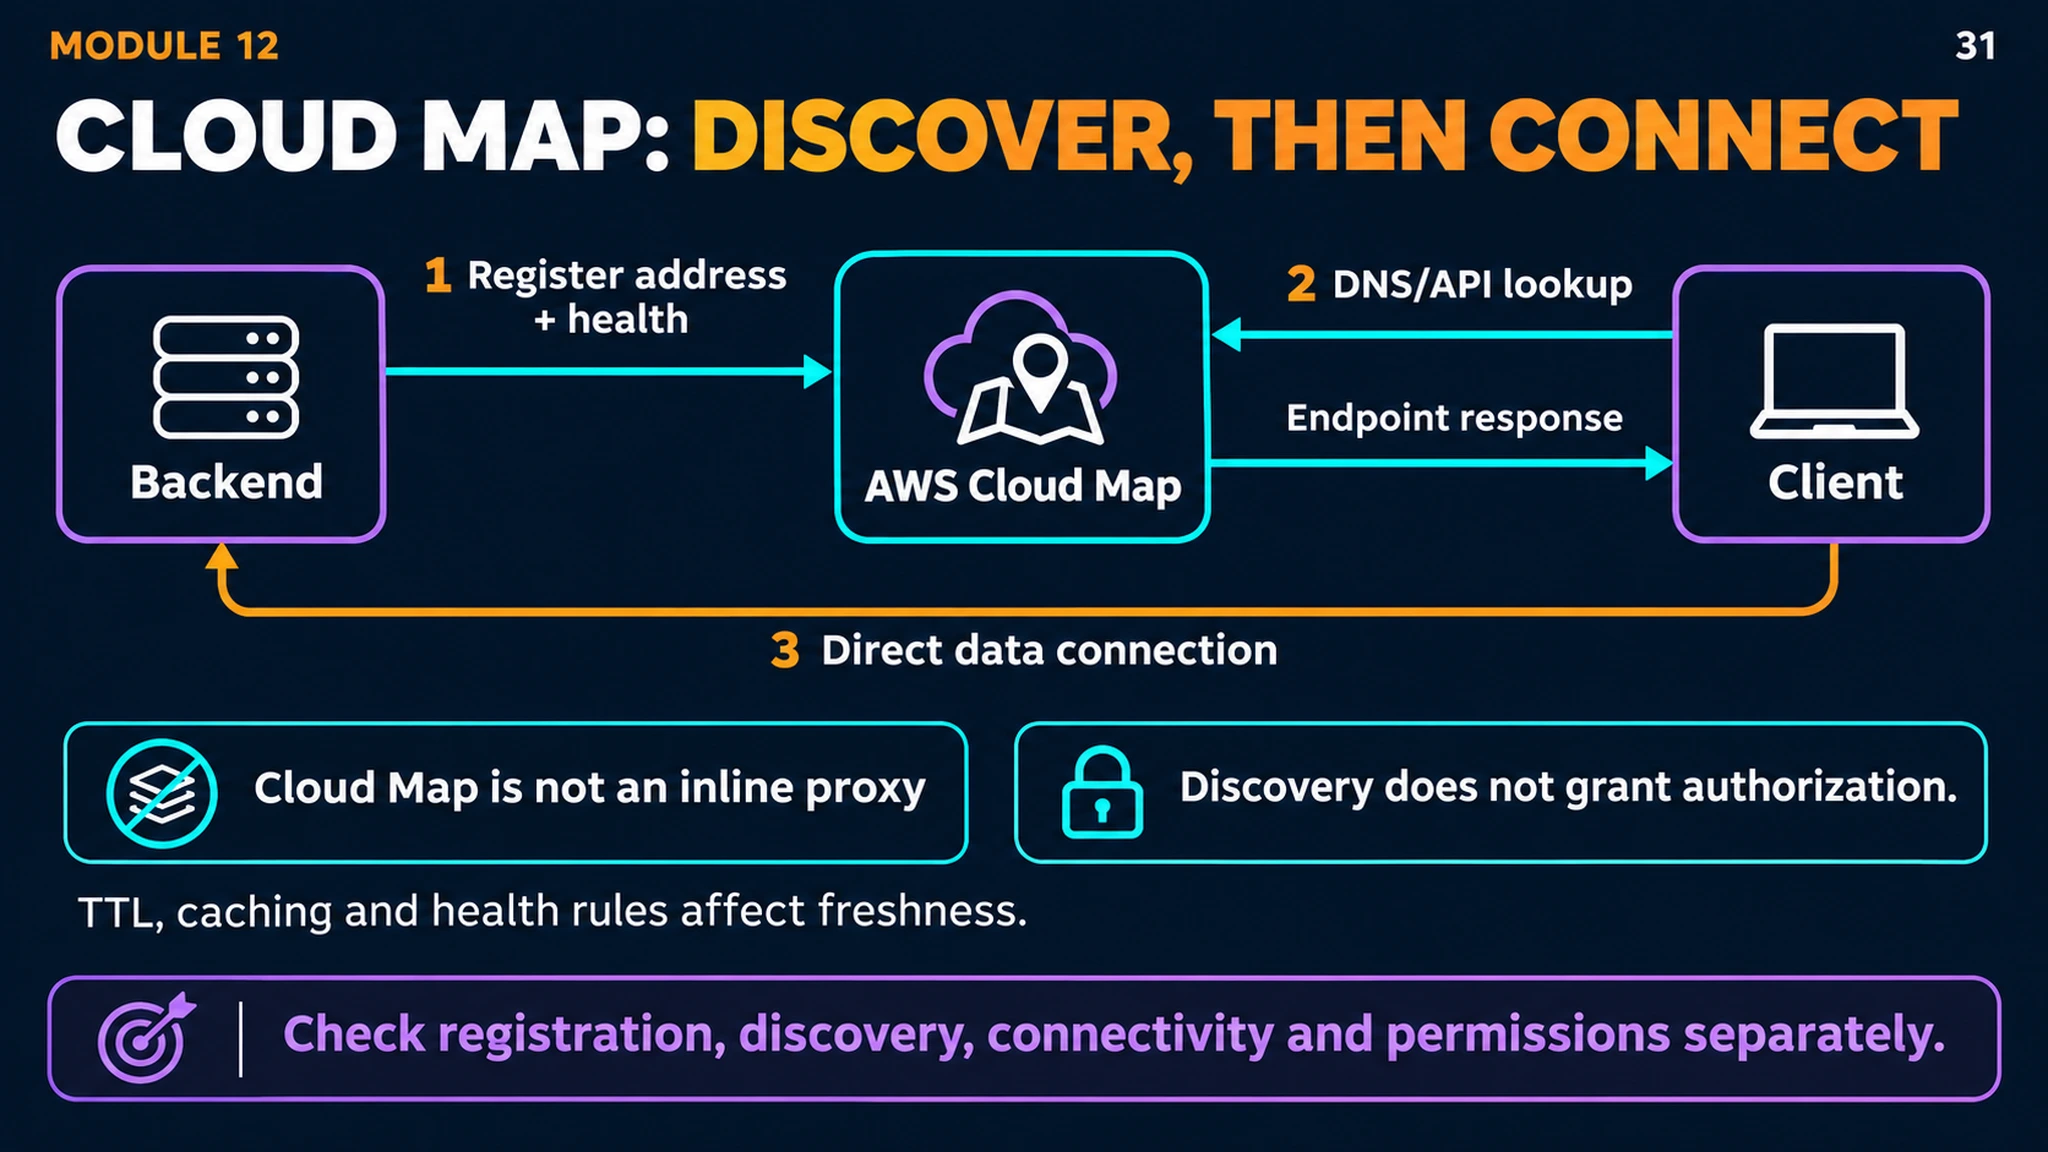 MODULE 12
31
CLOUD MAP: DISCOVER, THEN CONNECT
1 Register address
+ health
2 DNS/API lookup
Endpoint response
Backend
AWS Cloud Map
Client
3 Direct data connection
Cloud Map is not an inline proxy
Discovery does not grant authorization.
TTL, caching and health rules affect freshness.
Check registration, discovery, connectivity and permissions separately.